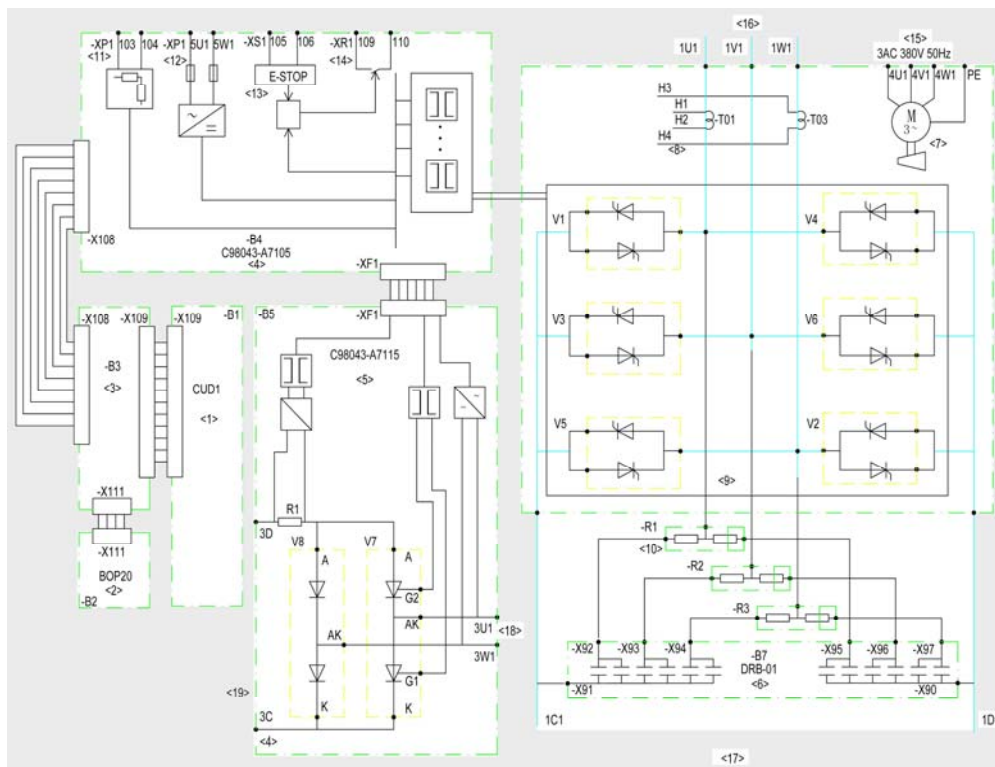 -XP1 103 104 -XP1 5U1 5W1 -XS1 105 106 -XR1 109 110
<11> <12> <14>
E-STOP
<13>
-X108
-B4
C98043-A7105
<4>
-XF1
<16>
1U1 1V1 1W1
<15>
3AC 380V 50Hz
4U1 4V1 4W1 PE
H3
H1
H2
H4
<8>
-T01
-T03
M
3~
<7>
V1 V4
V3 V6
V5 V2
<9>
-X108 -X109
-B3
<3>
-X109 -B1
CUD1
<1>
-X111
-X111
BOP20
<2>
-B2
-B5
-XF1
C98043-A7115
<5>
R1
3D
V8 V7
A A
G2
AK AK
3U1 <18>
3W1
G1
K K
<19>
3C
<4>
-R1
<10>
-R2
-R3
-X92 -X93 -X94 -B7 -X95 -X96 -X97
DRB-01
<6>
-X91 -X90
1C1 1D
<17>